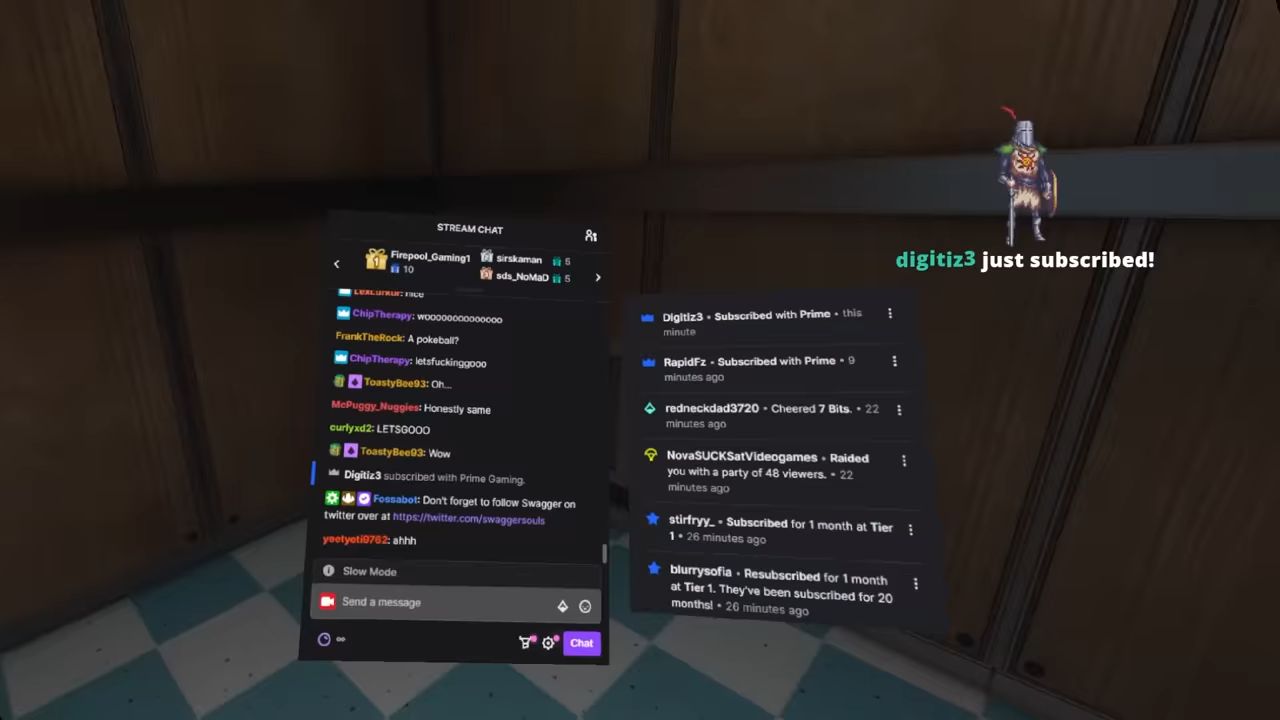 STREAM CHAT
Firepool_Gaming1
10
sirskaman 5
sds_NoMaD 5
LexLurkur: nice
ChipTherapy: woooooooooooooo
FrankTheRock: A pokeball?
ChipTherapy: letsfuckinggooo
ToastyBee93: Oh...
McPuggy_Nuggies: Honestly same
curlyxd2: LETSGOOO
ToastyBee93: Wow
Digitiz3 subscribed with Prime Gaming.
Fossabot: Don't forget to follow Swagger on
twitter over at https://twitter.com/swaggersouls
yeetyeti9762: ahhh
Slow Mode
Send a message
Chat
Digitiz3 • Subscribed with Prime • this
minute
RapidFz • Subscribed with Prime • 9
minutes ago
redneckdad3720 • Cheered 7 Bits. • 22
minutes ago
NovaSUCKSatVideogames • Raided
you with a party of 48 viewers. • 22
minutes ago
stirfryy_ • Subscribed for 1 month at Tier
1 • 26 minutes ago
blurrysofia • Resubscribed for 1 month
at Tier 1. They've been subscribed for 20
months! • 26 minutes ago
digitiz3 just subscribed!